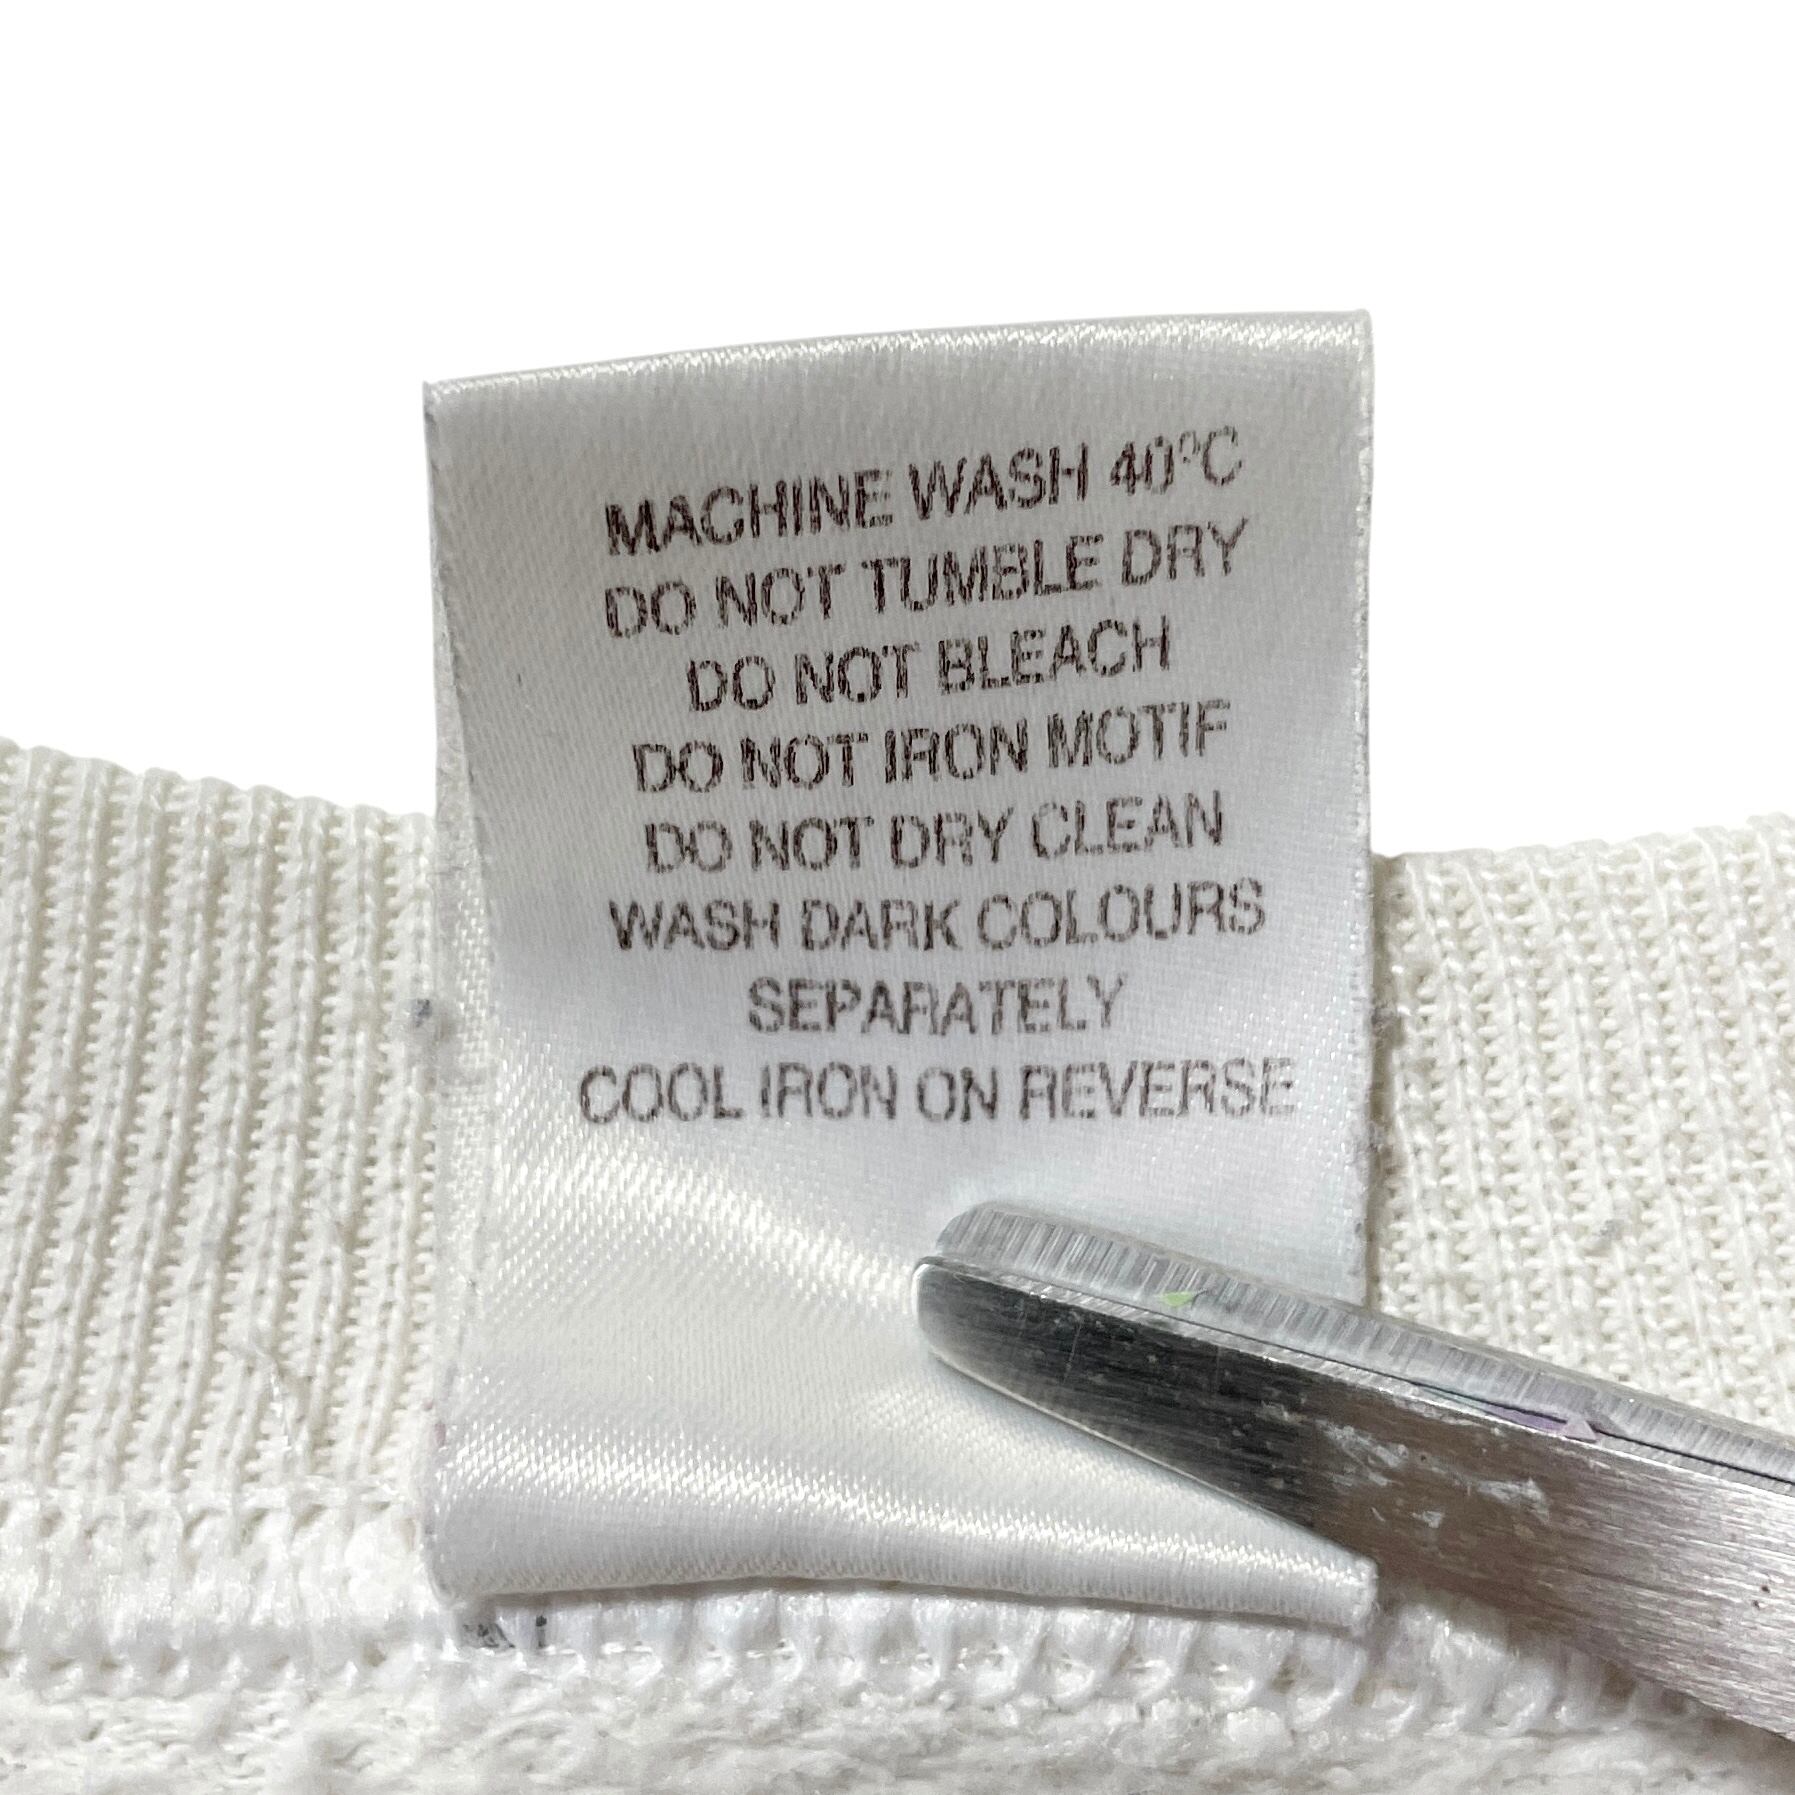 MACHINE WASH 40°C
DO NOT TUMBLE DRY
DO NOT BLEACH
DO NOT IRON MOTIF
DO NOT DRY CLEAN
WASH DARK COLOURS
SEPARATELY
COOL IRON ON REVERSE